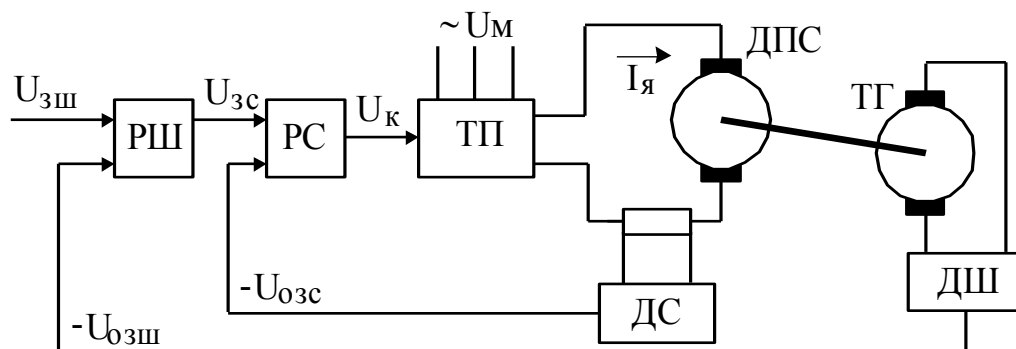 ~Uм
ДПС
Iя
ТГ
Uзш
Uзс
Uк
РШ
РС
ТП
-Uозс
ДС
ДШ
-Uозш